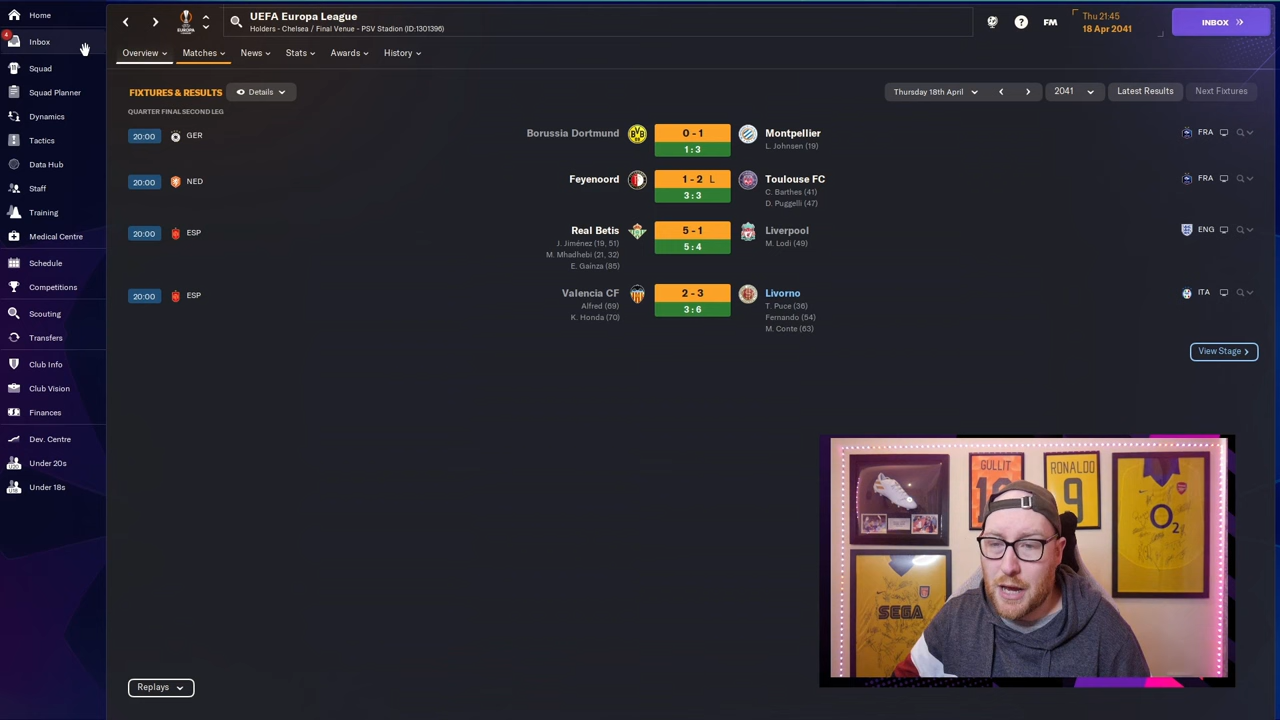 Home
4
Inbox
Squad
Squad Planner
Dynamics
Tactics
Data Hub
Staff
Training
Medical Centre
Schedule
Competitions
Scouting
Transfers
Club Info
Club Vision
Finances
Dev. Centre
Under 20s
Under 18s
UEFA Europa League
Holders - Chelsea / Final Venue - PSV Stadion (ID:1301396)
? FM
Thu 21:45
18 Apr 2041
INBOX
Overview Matches News Stats Awards History
FIXTURES & RESULTS Details Thursday 18th April 2041 Latest Results Next Fixtures
QUARTER FINAL SECOND LEG
20:00 GER Borussia Dortmund 0 - 1 Montpellier FRA
1 : 3 L. Johnsen (19)
20:00 NED Feyenoord 1 - 2 L Toulouse FC FRA
3 : 3 C. Barthes (41)
D. Puggelli (47)
20:00 ESP Real Betis 5 - 1 Liverpool ENG
J. Jiménez (19, 51) 5 : 4 M. Lodi (49)
M. Mhadhebi (21, 32)
E. Gainza (85)
20:00 ESP Valencia CF 2 - 3 Livorno ITA
Alfred (69) 3 : 6 T. Puce (36)
K. Honda (70) Fernando (54)
M. Conte (63)
View Stage
Replays
GULLIT
RONALDO
9
O2
SEGA